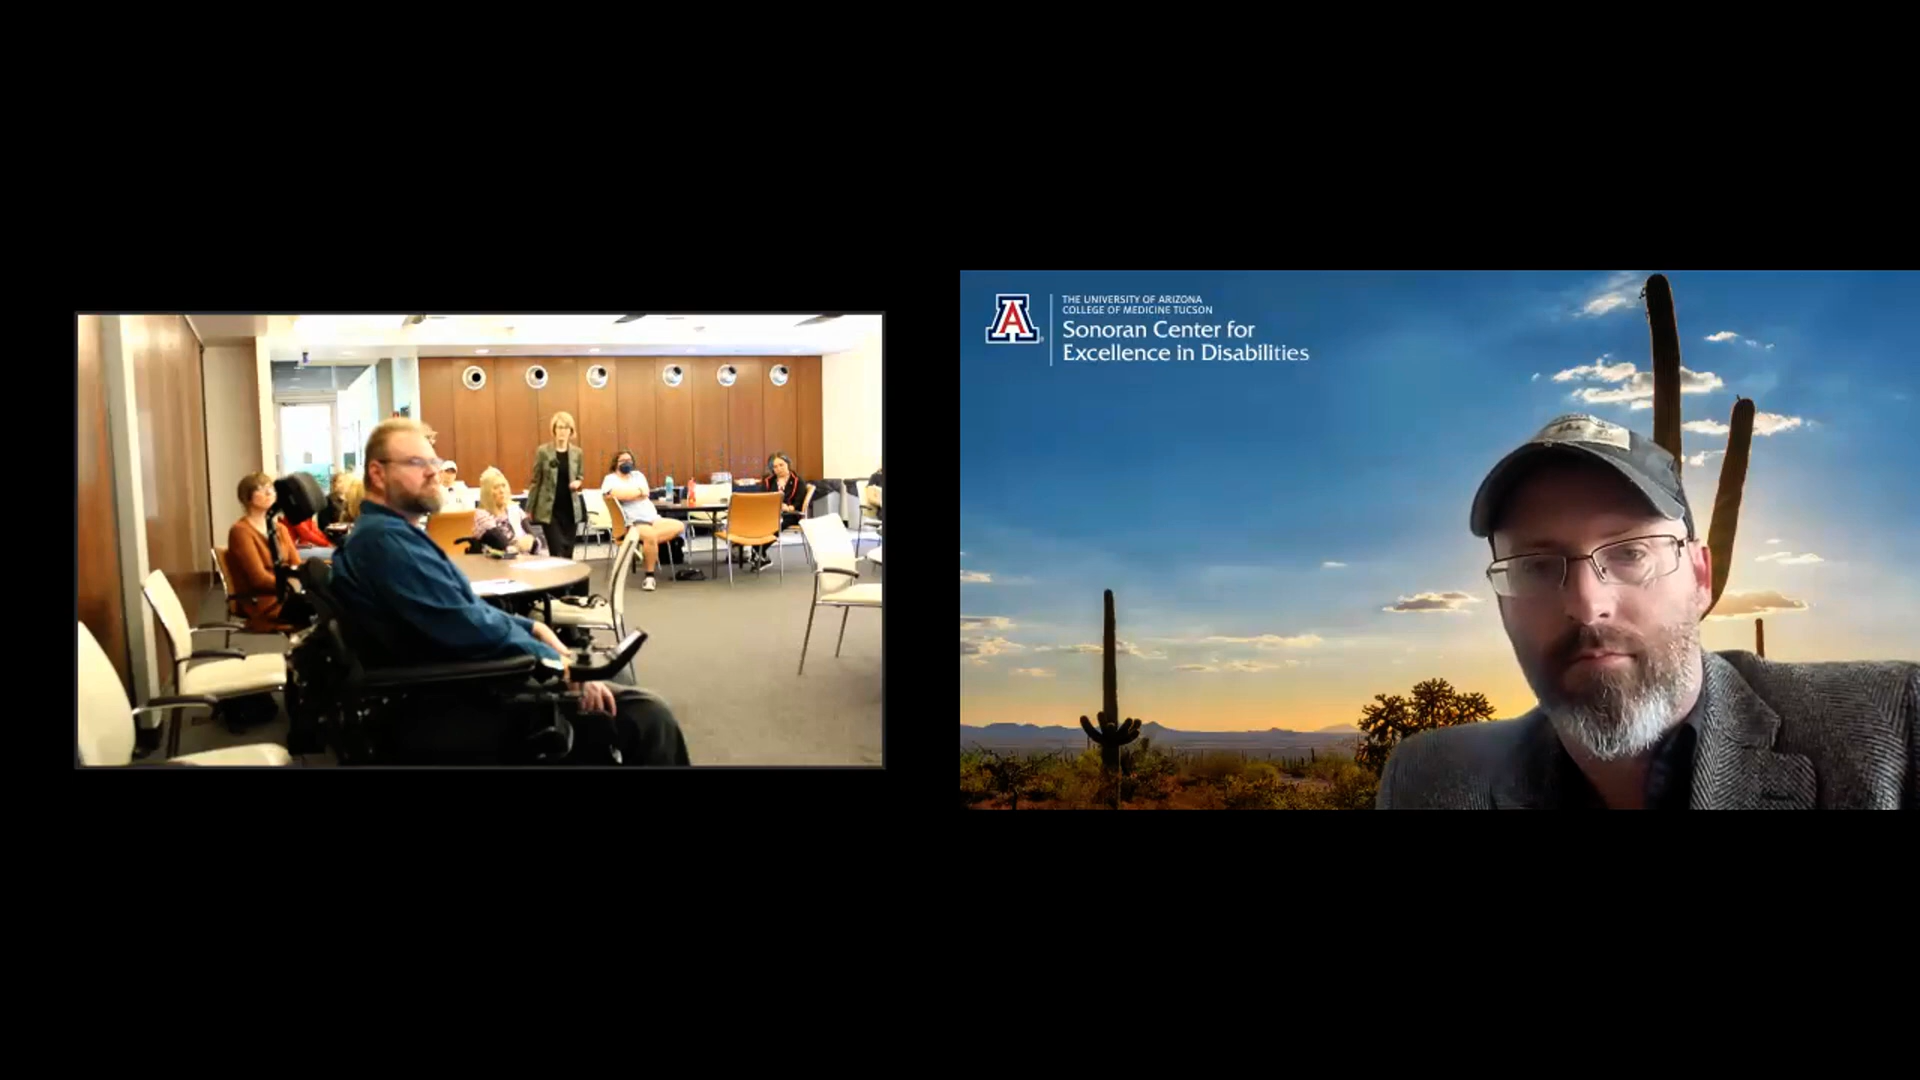 THE UNIVERSITY OF ARIZONA
COLLEGE OF MEDICINE TUCSON
Sonoran Center for
Excellence in Disabilities